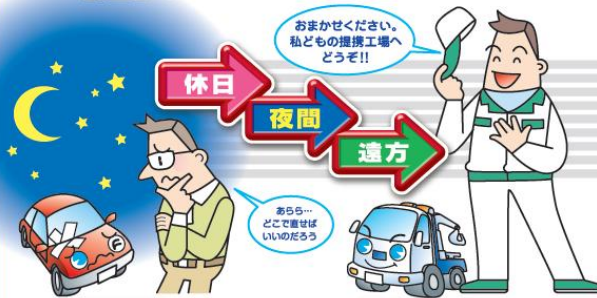 おまかせください。
私どもの提携工場へ
どうぞ!!
休日
夜間
遠方
あらら…
どこで直せば
いいのだろう